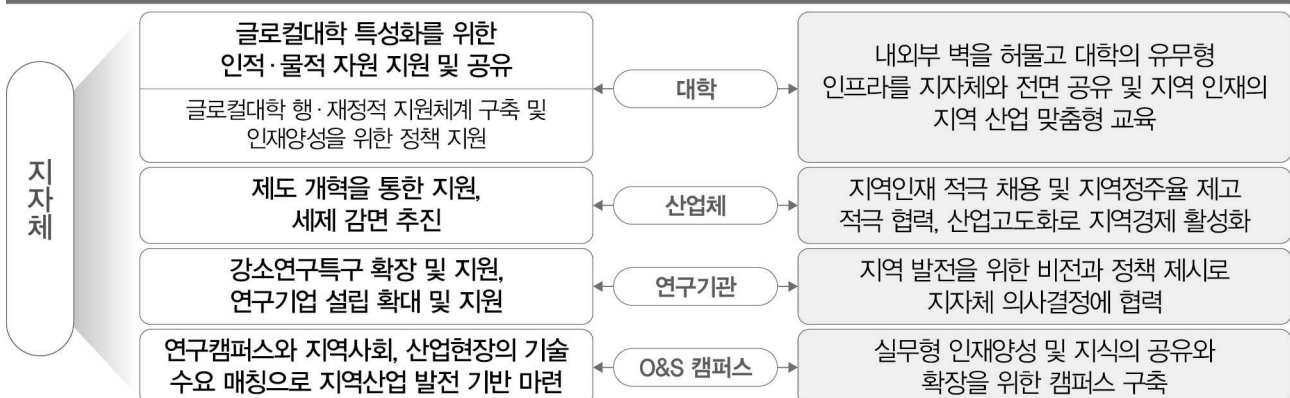 지자체
글로컬대학 특성화를 위한
인적·물적 자원 지원 및 공유
글로컬대학 행·재정적 지원체계 구축 및
인재양성을 위한 정책 지원
대학
내외부 벽을 허물고 대학의 유무형
인프라를 지자체와 전면 공유 및 지역 인재의
지역 산업 맞춤형 교육
제도 개혁을 통한 지원,
세제 감면 추진
산업체
지역인재 적극 채용 및 지역정주율 제고
적극 협력, 산업고도화로 지역경제 활성화
강소연구특구 확장 및 지원,
연구기업 설립 확대 및 지원
연구기관
지역 발전을 위한 비전과 정책 제시로
지자체 의사결정에 협력
연구캠퍼스와 지역사회, 산업현장의 기술
수요 매칭으로 지역산업 발전 기반 마련
O&S 캠퍼스
실무형 인재양성 및 지식의 공유와
확장을 위한 캠퍼스 구축